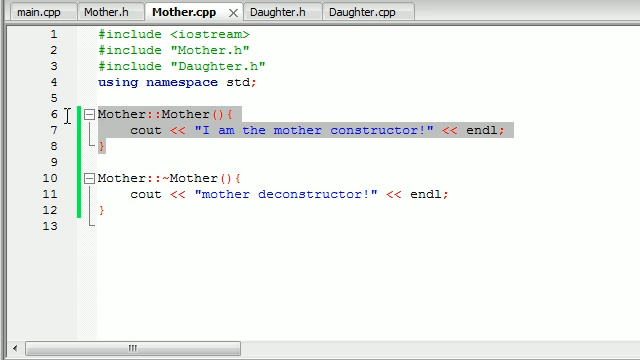 main.cpp Mother.h Mother.cpp Daughter.h Daughter.cpp
1 #include <iostream>
2 #include "Mother.h"
3 #include "Daughter.h"
4 using namespace std;
5
6 Mother::Mother(){
7 cout << "I am the mother constructor!" << endl;
8 }
9
10 Mother::~Mother(){
11 cout << "mother deconstructor!" << endl;
12 }
13